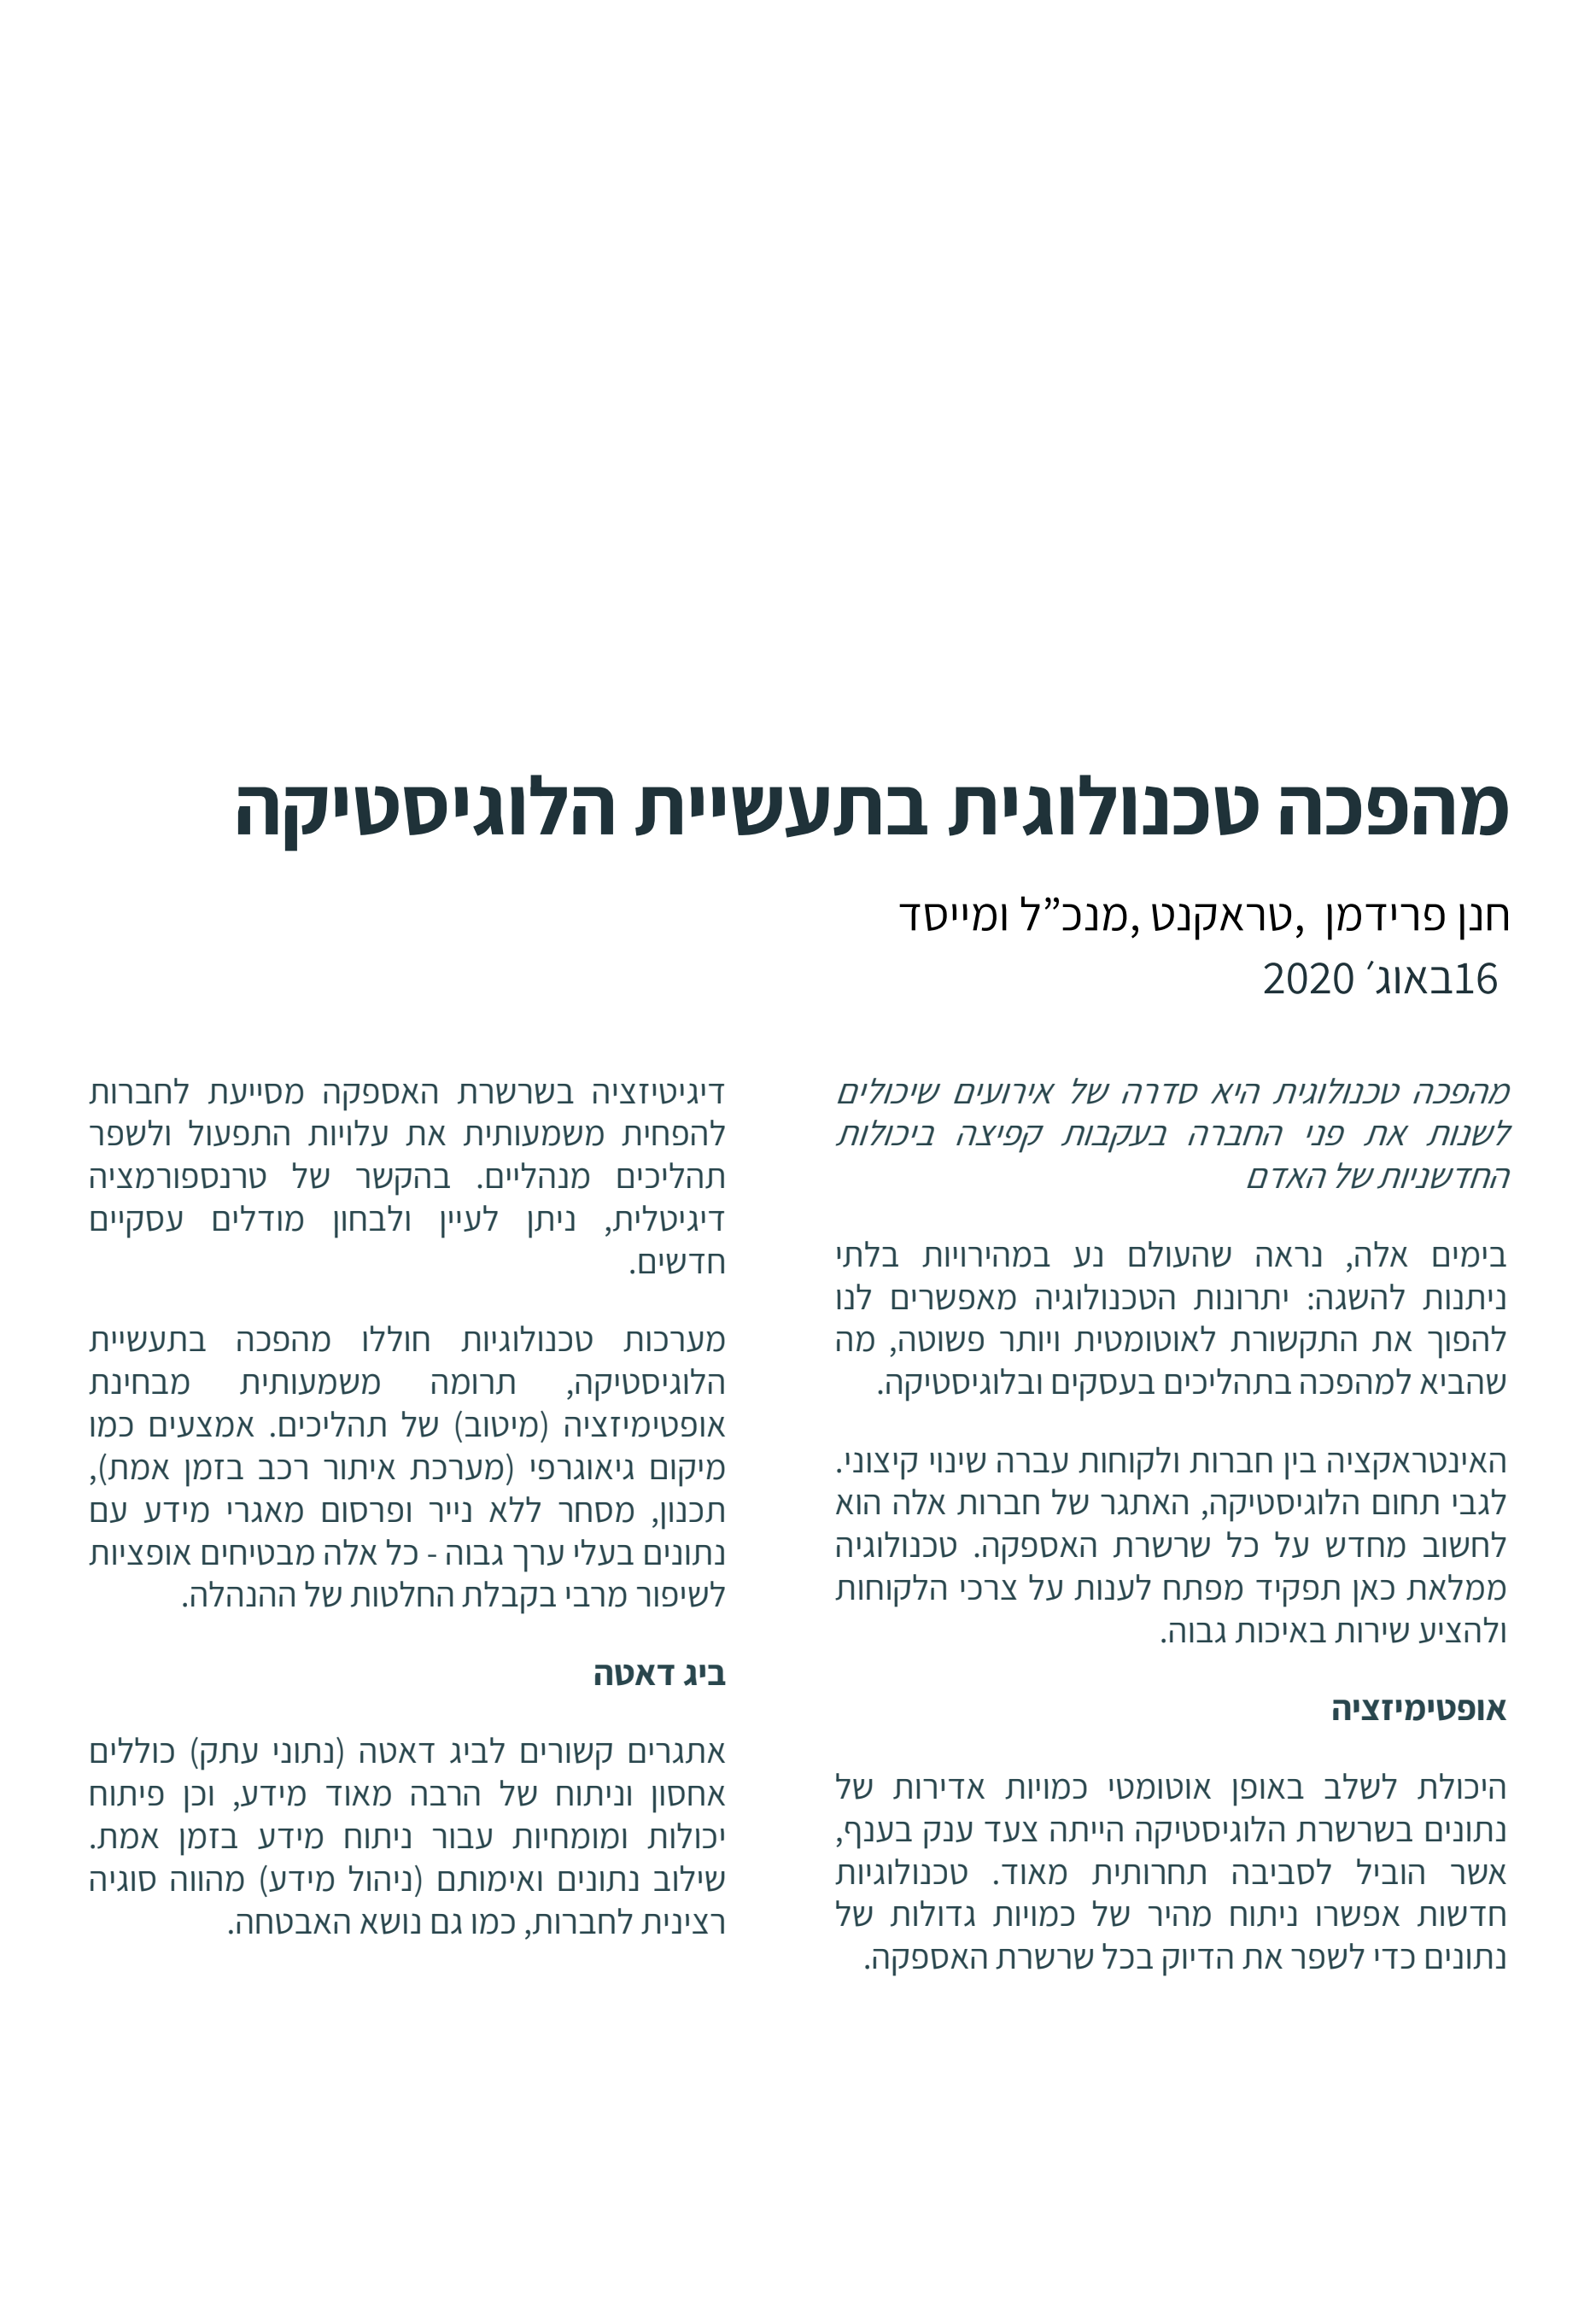 מהפכה טכנולוגית בתעשיית הלוגיסטיקה
חנן פרידמן ,טראקנט ,מנכ”ל ומייסד
16באוג׳ 2020
מהפכה טכנולוגית היא סדרה של אירועים שיכולים
לשנות את פני החברה בעקבות קפיצה ביכולות
החדשניות של האדם
בימים אלה, נראה שהעולם נע במהירויות בלתי
ניתנות להשגה: יתרונות הטכנולוגיה מאפשרים לנו
להפוך את התקשורת לאוטומטית ויותר פשוטה, מה
שהביא למהפכה בתהליכים בעסקים ובלוגיסטיקה.
האינטראקציה בין חברות ולקוחות עברה שינוי קיצוני.
לגבי תחום הלוגיסטיקה, האתגר של חברות אלה הוא
לחשוב מחדש על כל שרשרת האספקה. טכנולוגיה
ממלאת כאן תפקיד מפתח לענות על צרכי הלקוחות
ולהציע שירות באיכות גבוה.
אופטימיזציה
היכולת לשלב באופן אוטומטי כמויות אדירות של
נתונים בשרשרת הלוגיסטיקה הייתה צעד ענק בענף,
אשר הוביל לסביבה תחרותית מאוד. טכנולוגיות
חדשות אפשרו ניתוח מהיר של כמויות גדולות של
נתונים כדי לשפר את הדיוק בכל שרשרת האספקה.
דיגיטיזציה בשרשרת האספקה מסייעת לחברות
להפחית משמעותית את עלויות התפעול ולשפר
תהליכים מנהליים. בהקשר של טרנספורמציה
דיגיטלית, ניתן לעיין ולבחון מודלים עסקיים
חדשים.
מערכות טכנולוגיות חוללו מהפכה בתעשיית
הלוגיסטיקה, תרומה משמעותית מבחינת
אופטימיזציה (מיטוב) של תהליכים. אמצעים כמו
מיקום גיאוגרפי (מערכת איתור רכב בזמן אמת),
תכנון, מסחר ללא נייר ופרסום מאגרי מידע עם
נתונים בעלי ערך גבוה - כל אלה מבטיחים אופציות
לשיפור מרבי בקבלת החלטות של ההנהלה.
ביג דאטה
אתגרים קשורים לביג דאטה (נתוני עתק) כוללים
אחסון וניתוח של הרבה מאוד מידע, וכן פיתוח
יכולות ומומחיות עבור ניתוח מידע בזמן אמת.
שילוב נתונים ואימותם (ניהול מידע) מהווה סוגיה
רצינית לחברות, כמו גם נושא האבטחה.